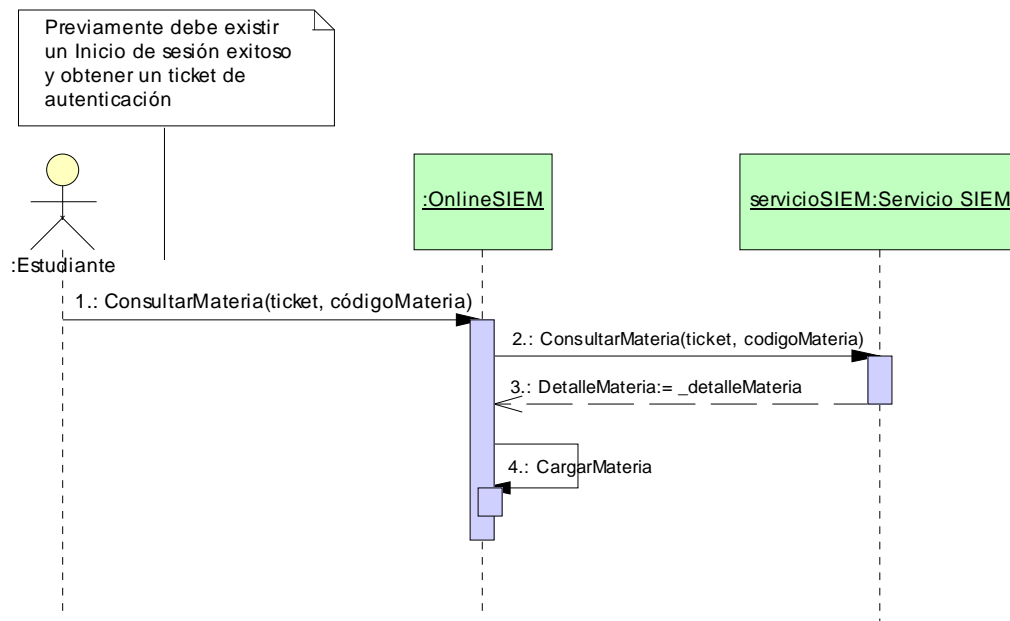 Previamente debe existir
un Inicio de sesión exitoso
y obtener un ticket de
autenticación
:OnlineSIEM
servicioSIEM:Servicio SIEM
:Estudiante
1.: ConsultarMateria(ticket, códigoMateria)
2.: ConsultarMateria(ticket, codigoMateria)
3.: DetalleMateria:= _detalleMateria
4.: CargarMateria